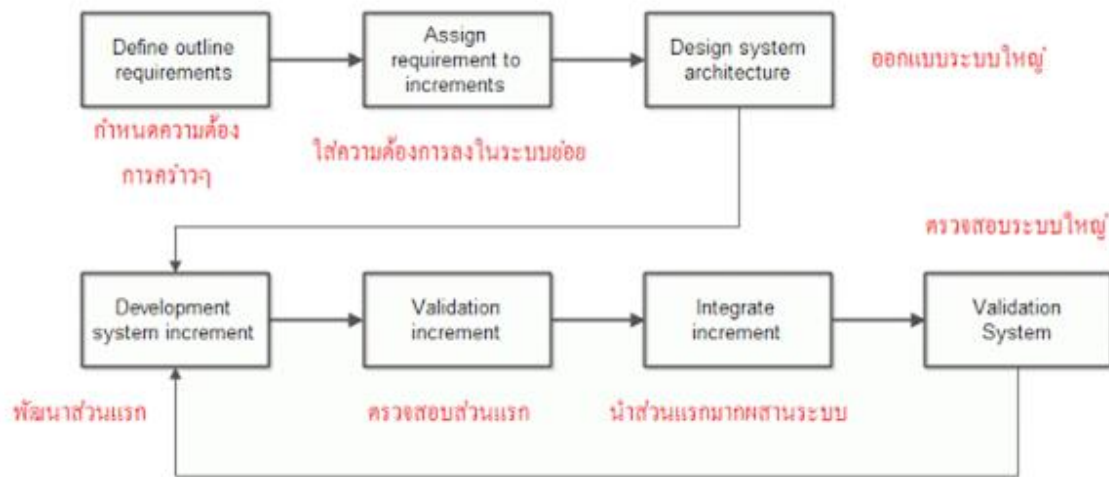 Define outline
requirements
Assign
requirement to
increments
Design system
architecture
ออกแบบระบบใหญ่
กำหนดความต้อง
การคร่าวๆ
ใส่ความต้องการลงในระบบย่อย
ตรวจสอบระบบใหญ่
Development
system increment
Validation
increment
Integrate
increment
Validation
System
พัฒนาส่วนแรก
ตรวจสอบส่วนแรก
นำส่วนแรกมากผสานระบบ